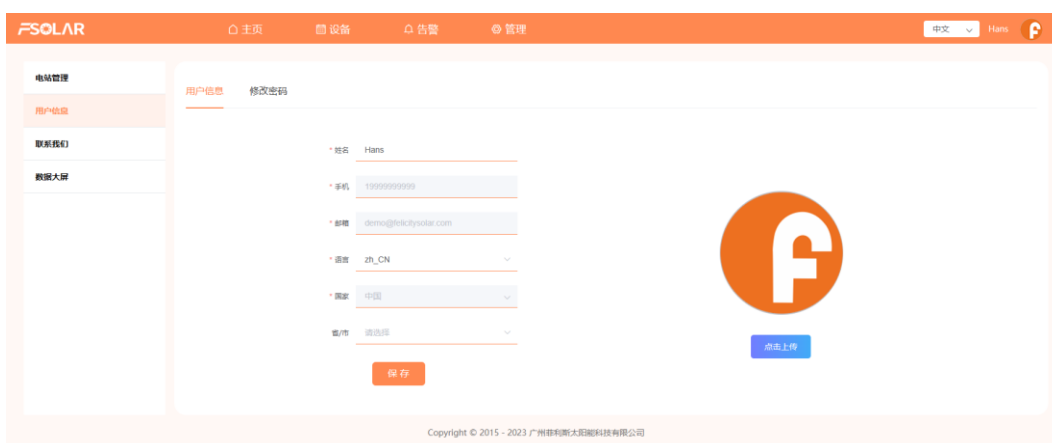 FSOLAR 主页 设备 告警 管理 中文 Hans
电站管理
用户信息
联系我们
数据大屏
用户信息 修改密码
* 姓名 Hans
* 手机 19999999999
* 邮箱 demo@felicitysolar.com
* 语言 zh_CN
* 国家 中国
省/市 请选择
保存
点击上传
Copyright © 2015 - 2023 广州菲利斯太阳能科技有限公司